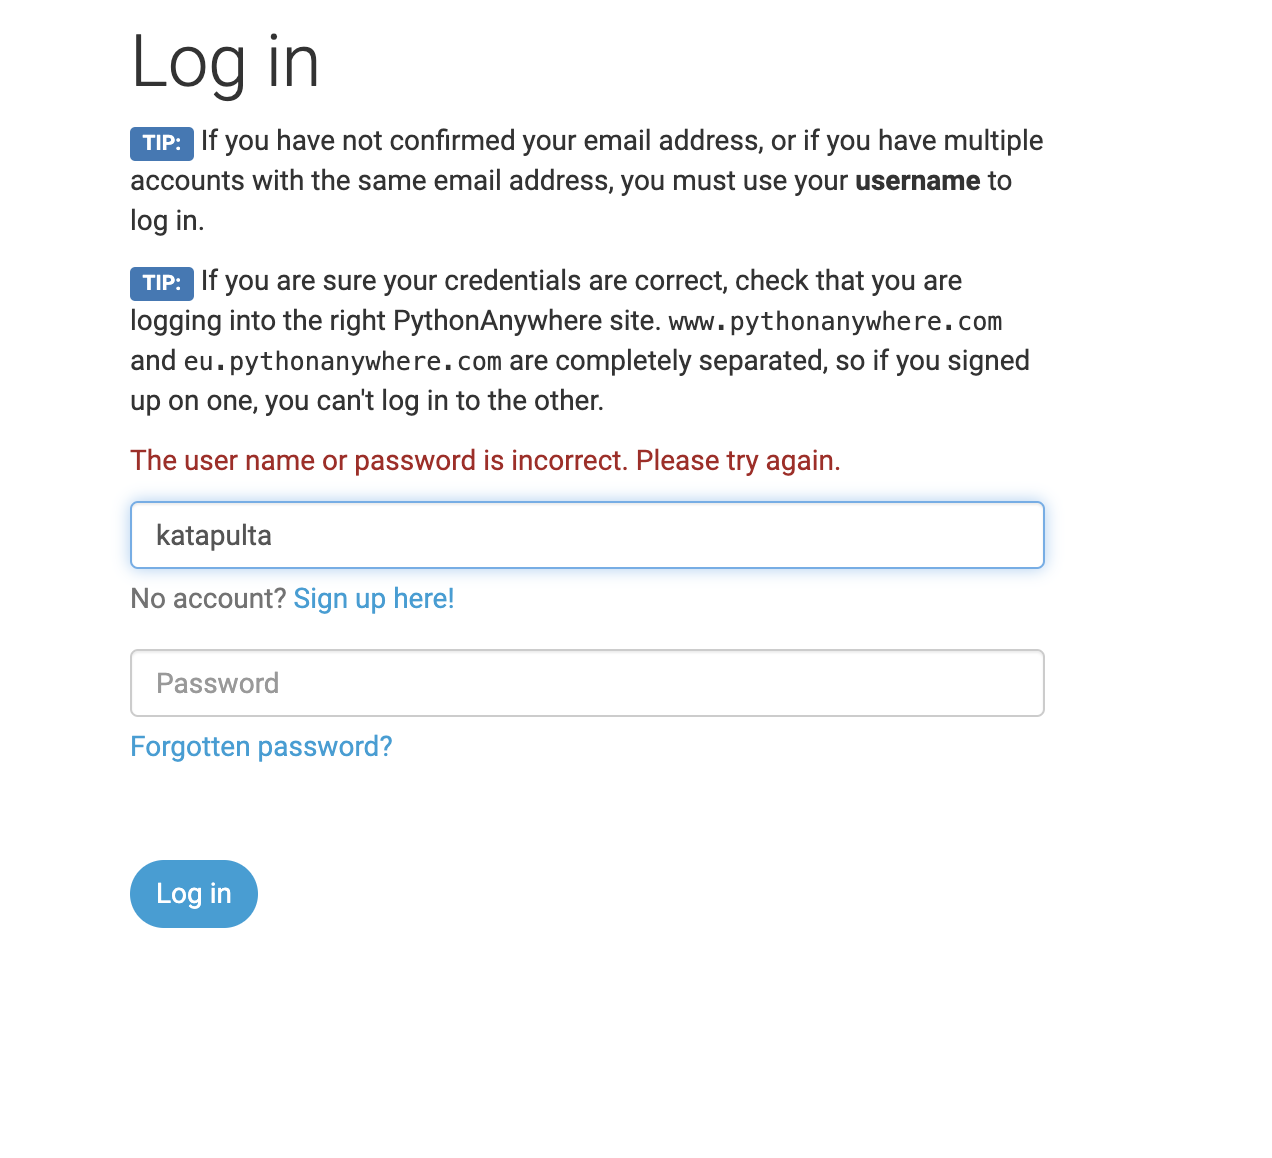 Log in
TIP: If you have not confirmed your email address, or if you have multiple
accounts with the same email address, you must use your username to
log in.
TIP: If you are sure your credentials are correct, check that you are
logging into the right PythonAnywhere site. www.pythonanywhere.com
and eu.pythonanywhere.com are completely separated, so if you signed
up on one, you can't log in to the other.
The user name or password is incorrect. Please try again.
katapulta
No account? Sign up here!
Password
Forgotten password?
Log in